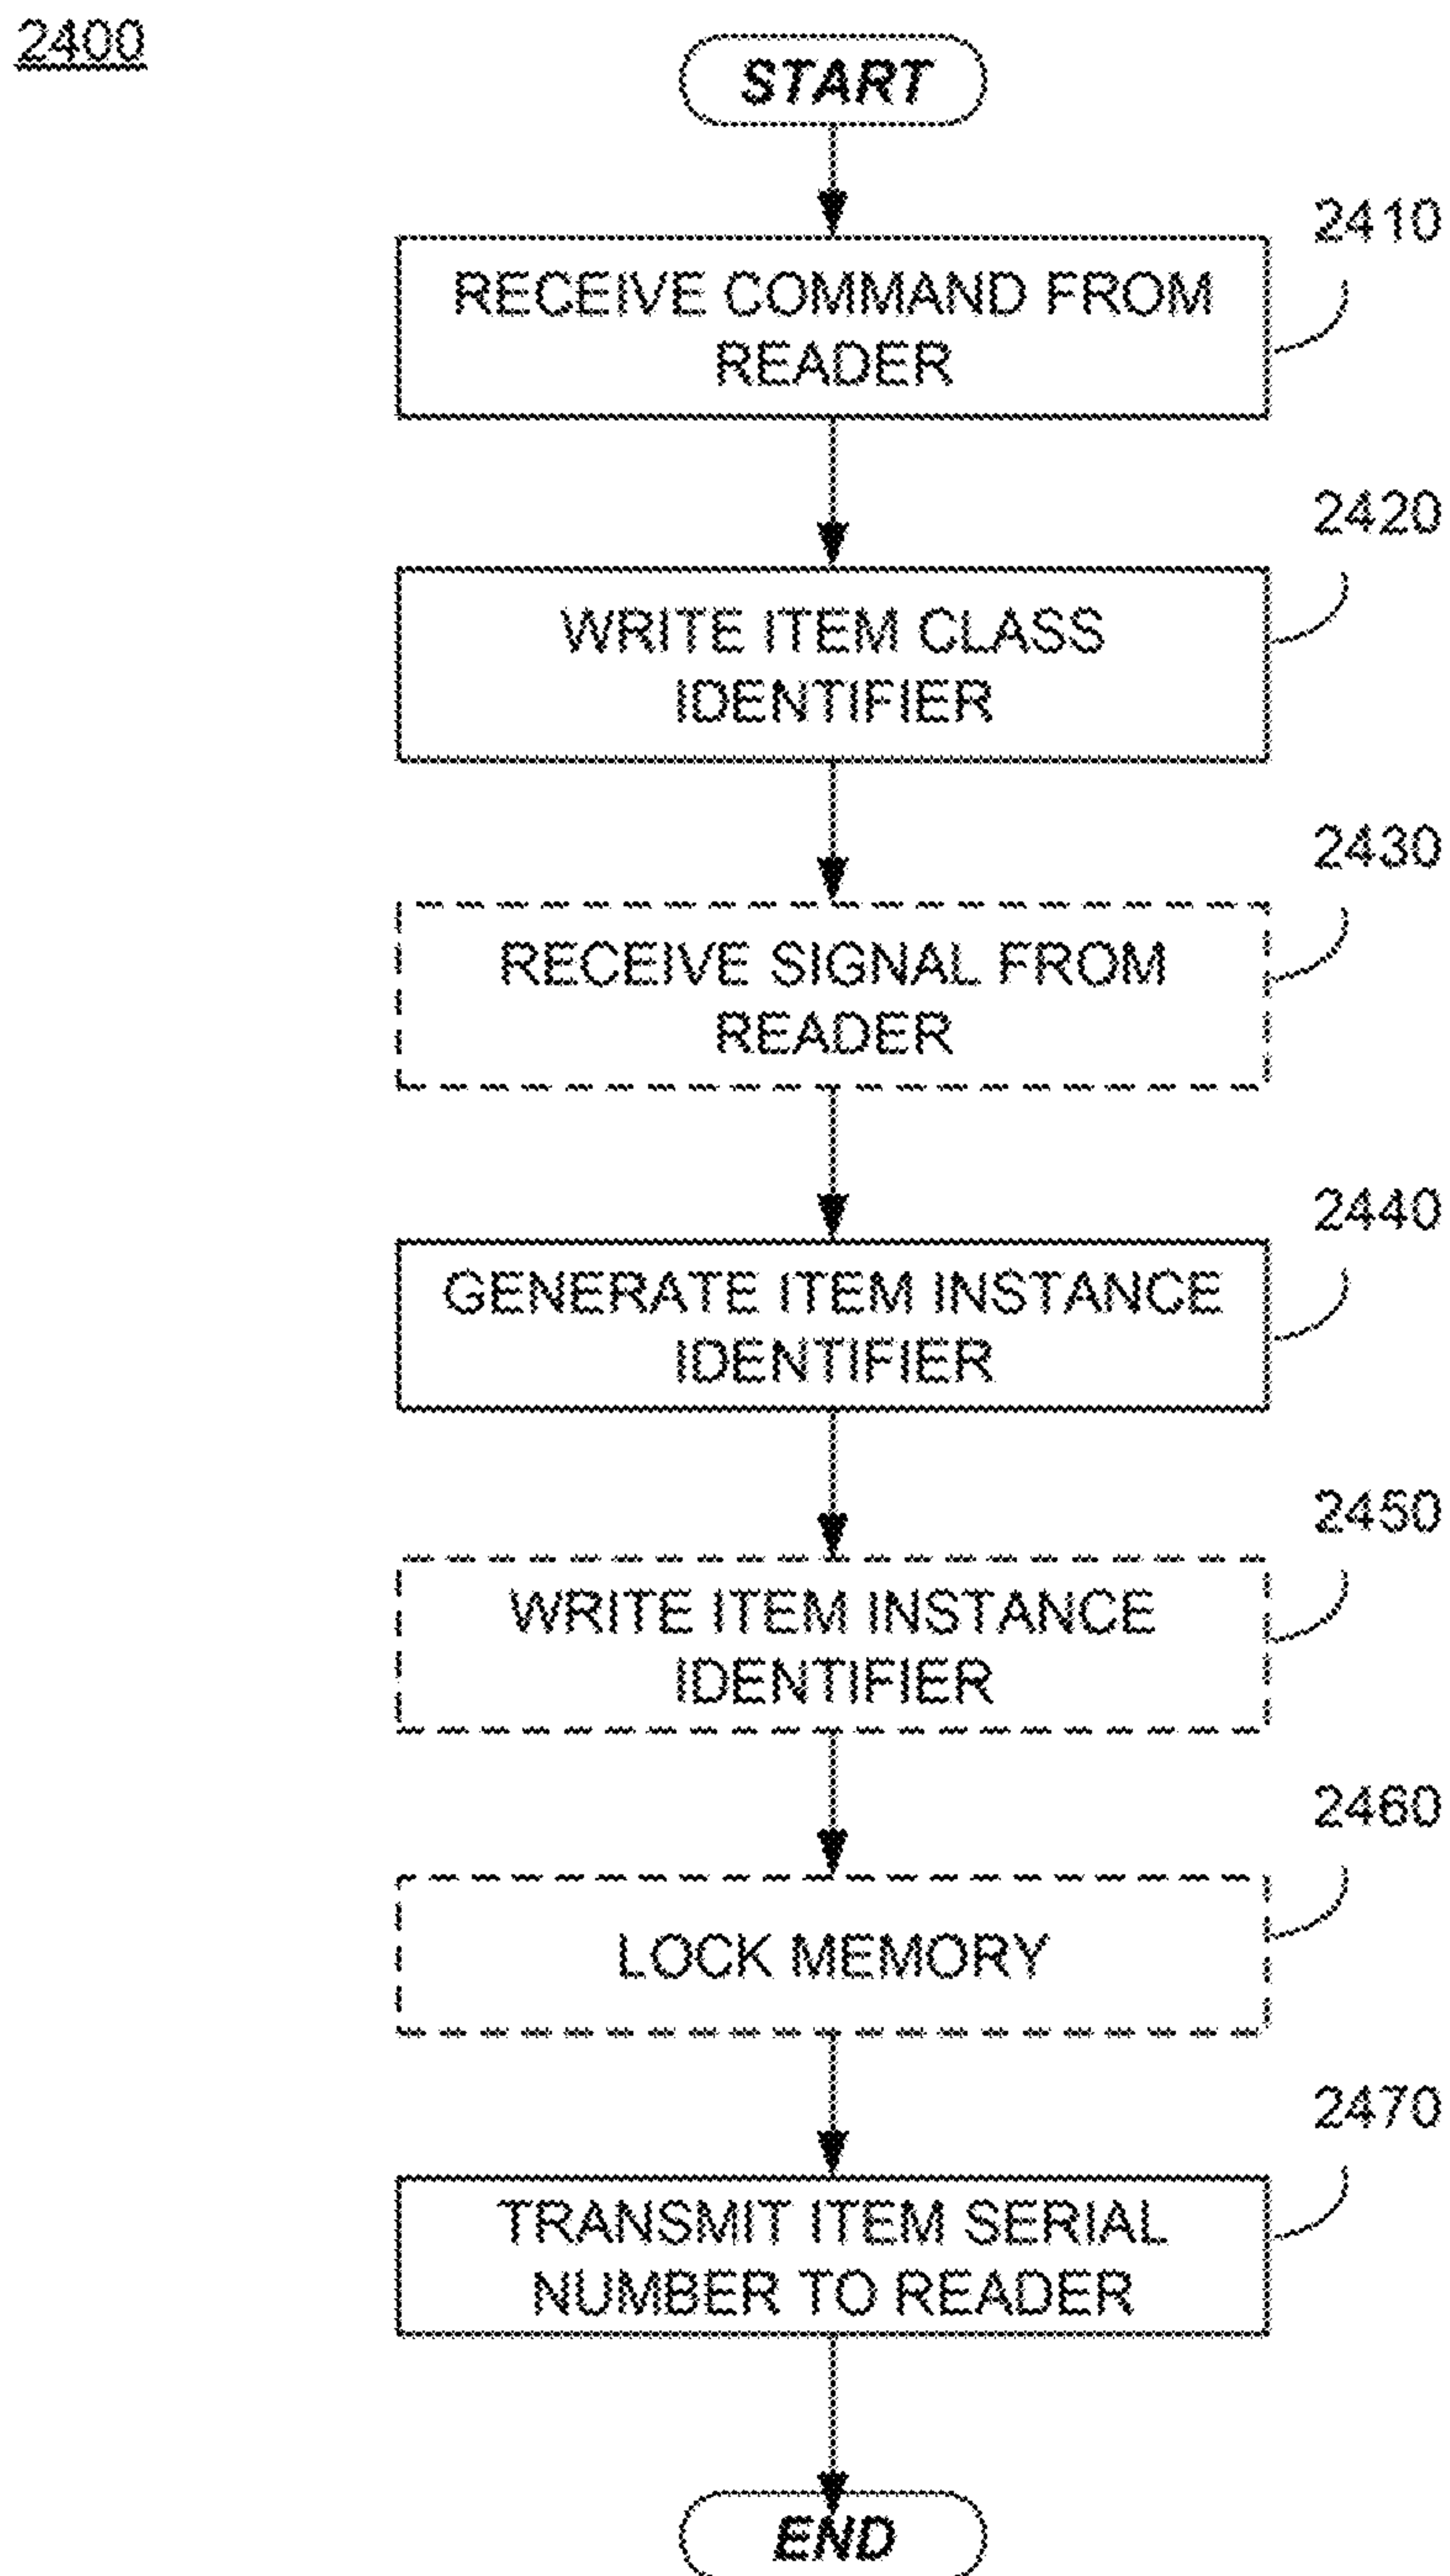 2400
START
2410
RECEIVE COMMAND FROM
READER
2420
WRITE ITEM CLASS
IDENTIFIER
2430
RECEIVE SIGNAL FROM
READER
2440
GENERATE ITEM INSTANCE
IDENTIFIER
2450
WRITE ITEM INSTANCE
IDENTIFIER
2460
LOCK MEMORY
2470
TRANSMIT ITEM SERIAL
NUMBER TO READER
END